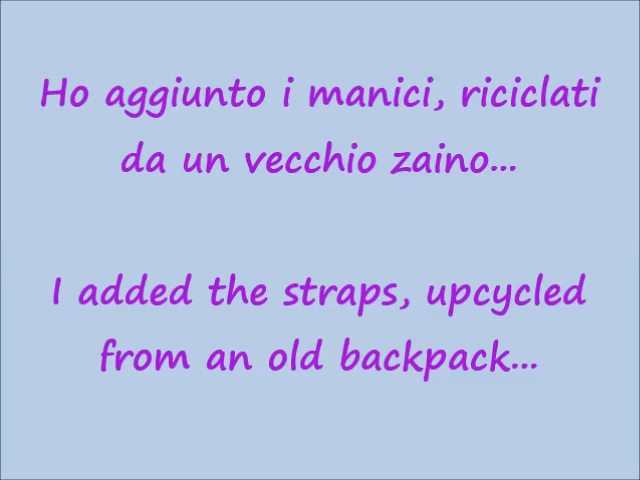 Ho aggiunto i manici, riciclati
da un vecchio zaino...
I added the straps, upcycled
from an old backpack...